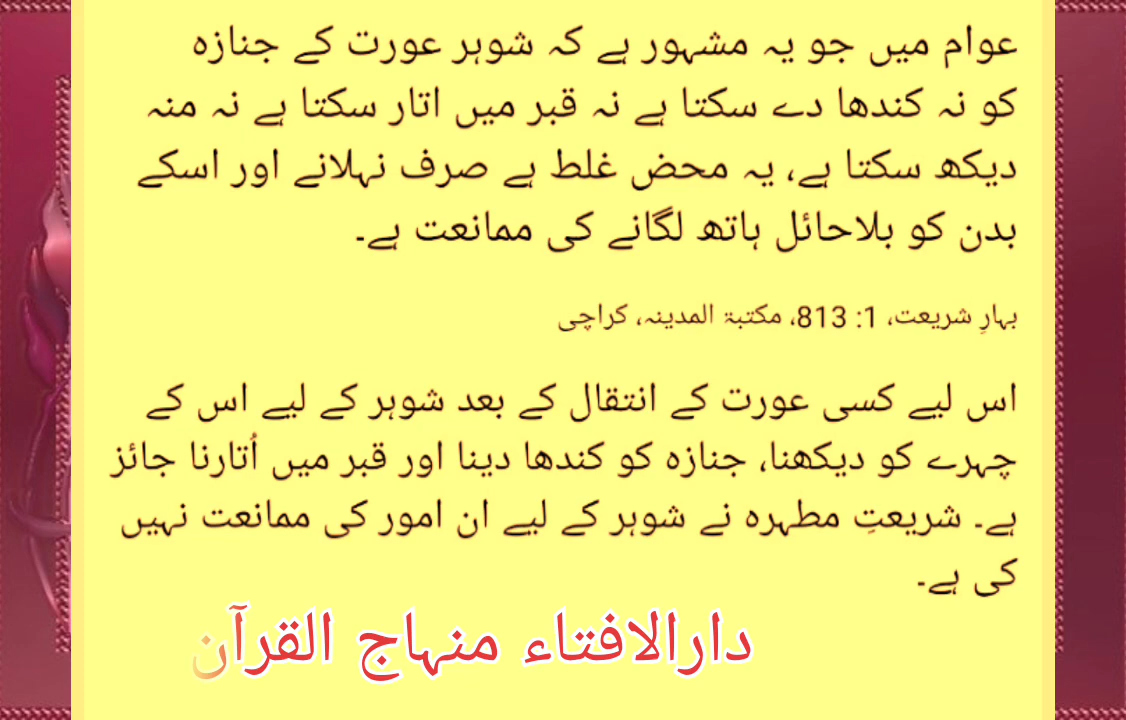 عوام میں جو یہ مشہور ہے کہ شوہر عورت کے جنازہ
کو نہ کندھا دے سکتا ہے نہ قبر میں اتار سکتا ہے نہ منہ
دیکھ سکتا ہے، یہ محض غلط ہے صرف نہلانے اور اسکے
بدن کو بلاحائل ہاتھ لگانے کی ممانعت ہے۔
بہارِ شریعت، 1: 813، مکتبۃ المدینہ، کراچی
اس لیے کسی عورت کے انتقال کے بعد شوہر کے لیے اس کے
چہرے کو دیکھنا، جنازہ کو کندھا دینا اور قبر میں اُتارنا جائز
ہے۔ شریعتِ مطہرہ نے شوہر کے لیے ان امور کی ممانعت نہیں
کی ہے۔
دارالافتاء منہاج القرآن